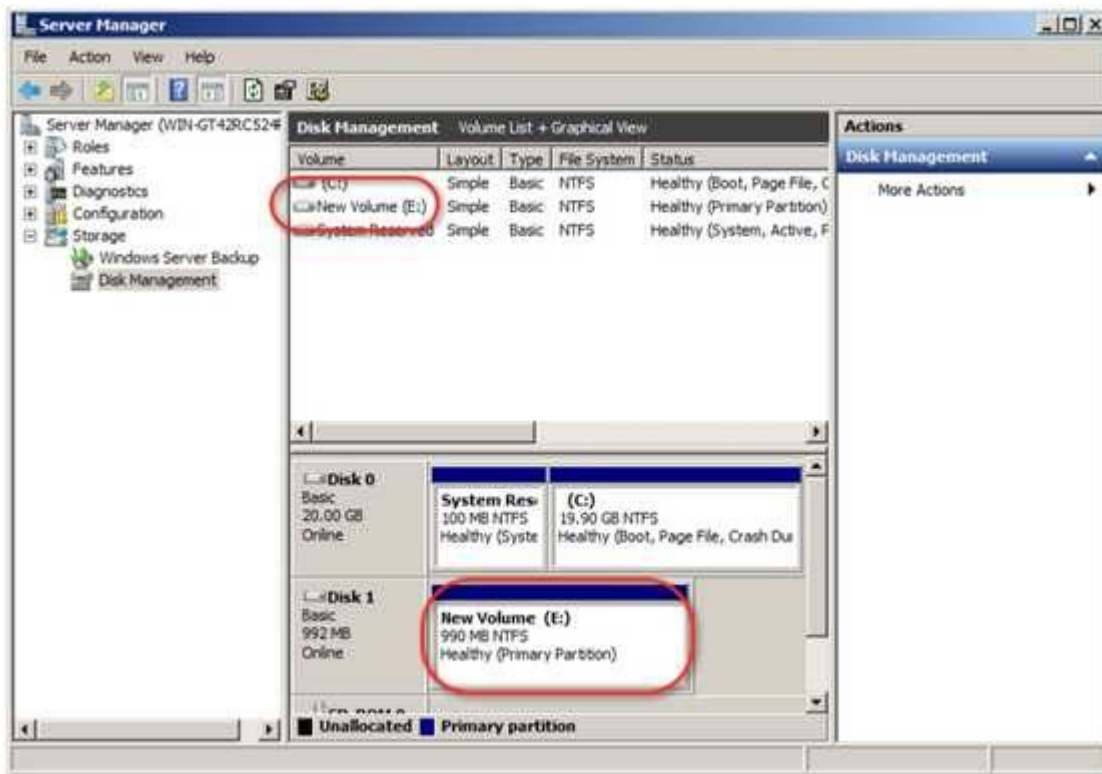 Server Manager
File Action View Help
Server Manager (WIN-GT42RC524
Roles
Features
Diagnostics
Configuration
Storage
Windows Server Backup
Disk Management
Disk Management Volume List + Graphical View
Volume Layout Type File System Status
(C:) Simple Basic NTFS Healthy (Boot, Page File, C
New Volume (E:) Simple Basic NTFS Healthy (Primary Partition)
System Reserved Simple Basic NTFS Healthy (System, Active, P
Disk 0
Basic
20.00 GB
Online
System Res
100 MB NTFS
Healthy (Syste
(C:)
19.90 GB NTFS
Healthy (Boot, Page File, Crash Du
Disk 1
Basic
992 MB
Online
New Volume (E:)
990 MB NTFS
Healthy (Primary Partition)
Unallocated Primary partition
Actions
Disk Management
More Actions